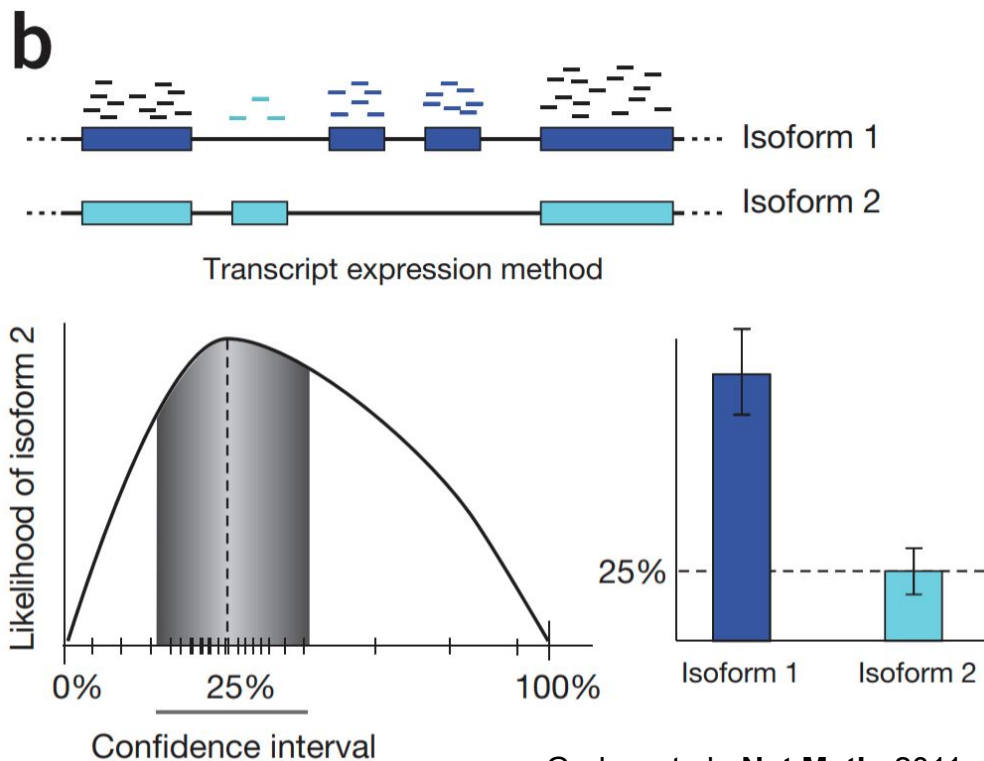 b
Isoform 1
Isoform 2
Transcript expression method
Likelihood of isoform 2
0%
25%
100%
Confidence interval
25%
Isoform 1
Isoform 2